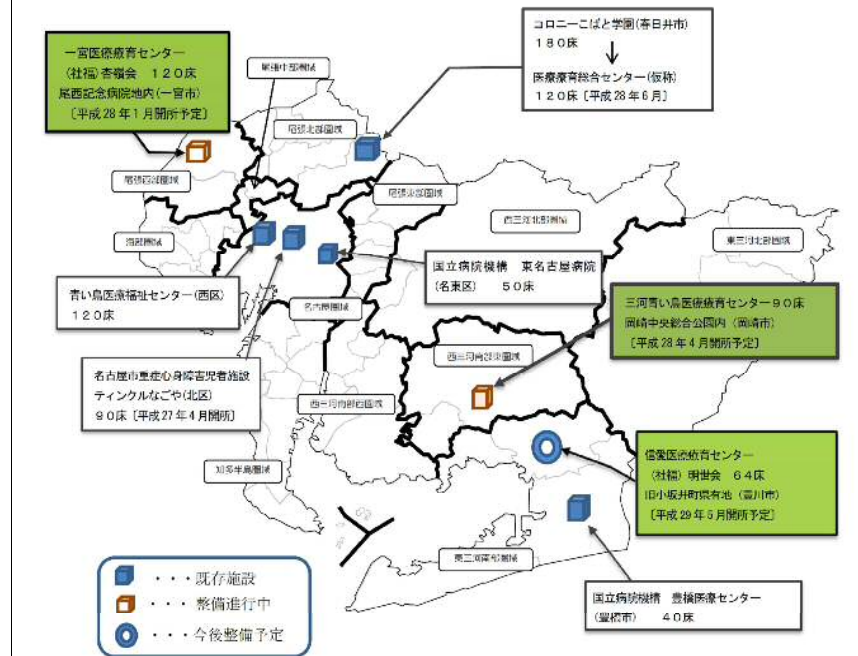 一宮医療療育センター
(社福)杏嶺会　１２０床
尾西記念病院地内(一宮市)
〔平成28年1月開所予定〕
コロニーこばと学園(春日井市)
１８０床
医療療育総合センター(仮称)
１２０床〔平成28年6月〕
尾張中部圏域
尾張北部圏域
尾張西部圏域
尾張東部圏域
西三河北部圏域
東三河北部圏域
海部圏域
国立病院機構　東名古屋病院
(名東区)　５０床
青い鳥医療福祉センター(西区)
１２０床
名古屋圏域
三河青い鳥医療療育センター９０床
岡崎中央総合公園内（岡崎市）
〔平成28年4月開所予定〕
西三河南部東圏域
名古屋市重症心身障害児者施設
ティンクルなごや(北区)
９０床〔平成27年4月開所〕
西三河南部西圏域
知多半島圏域
信愛医療療育センター
（社福）明世会　６４床
旧小坂井町県有地（豊川市）
〔平成29年5月開所予定〕
東三河南部圏域
国立病院機構　豊橋医療センター
(豊橋市)　４０床
・・・既存施設
・・・整備進行中
・・・今後整備予定